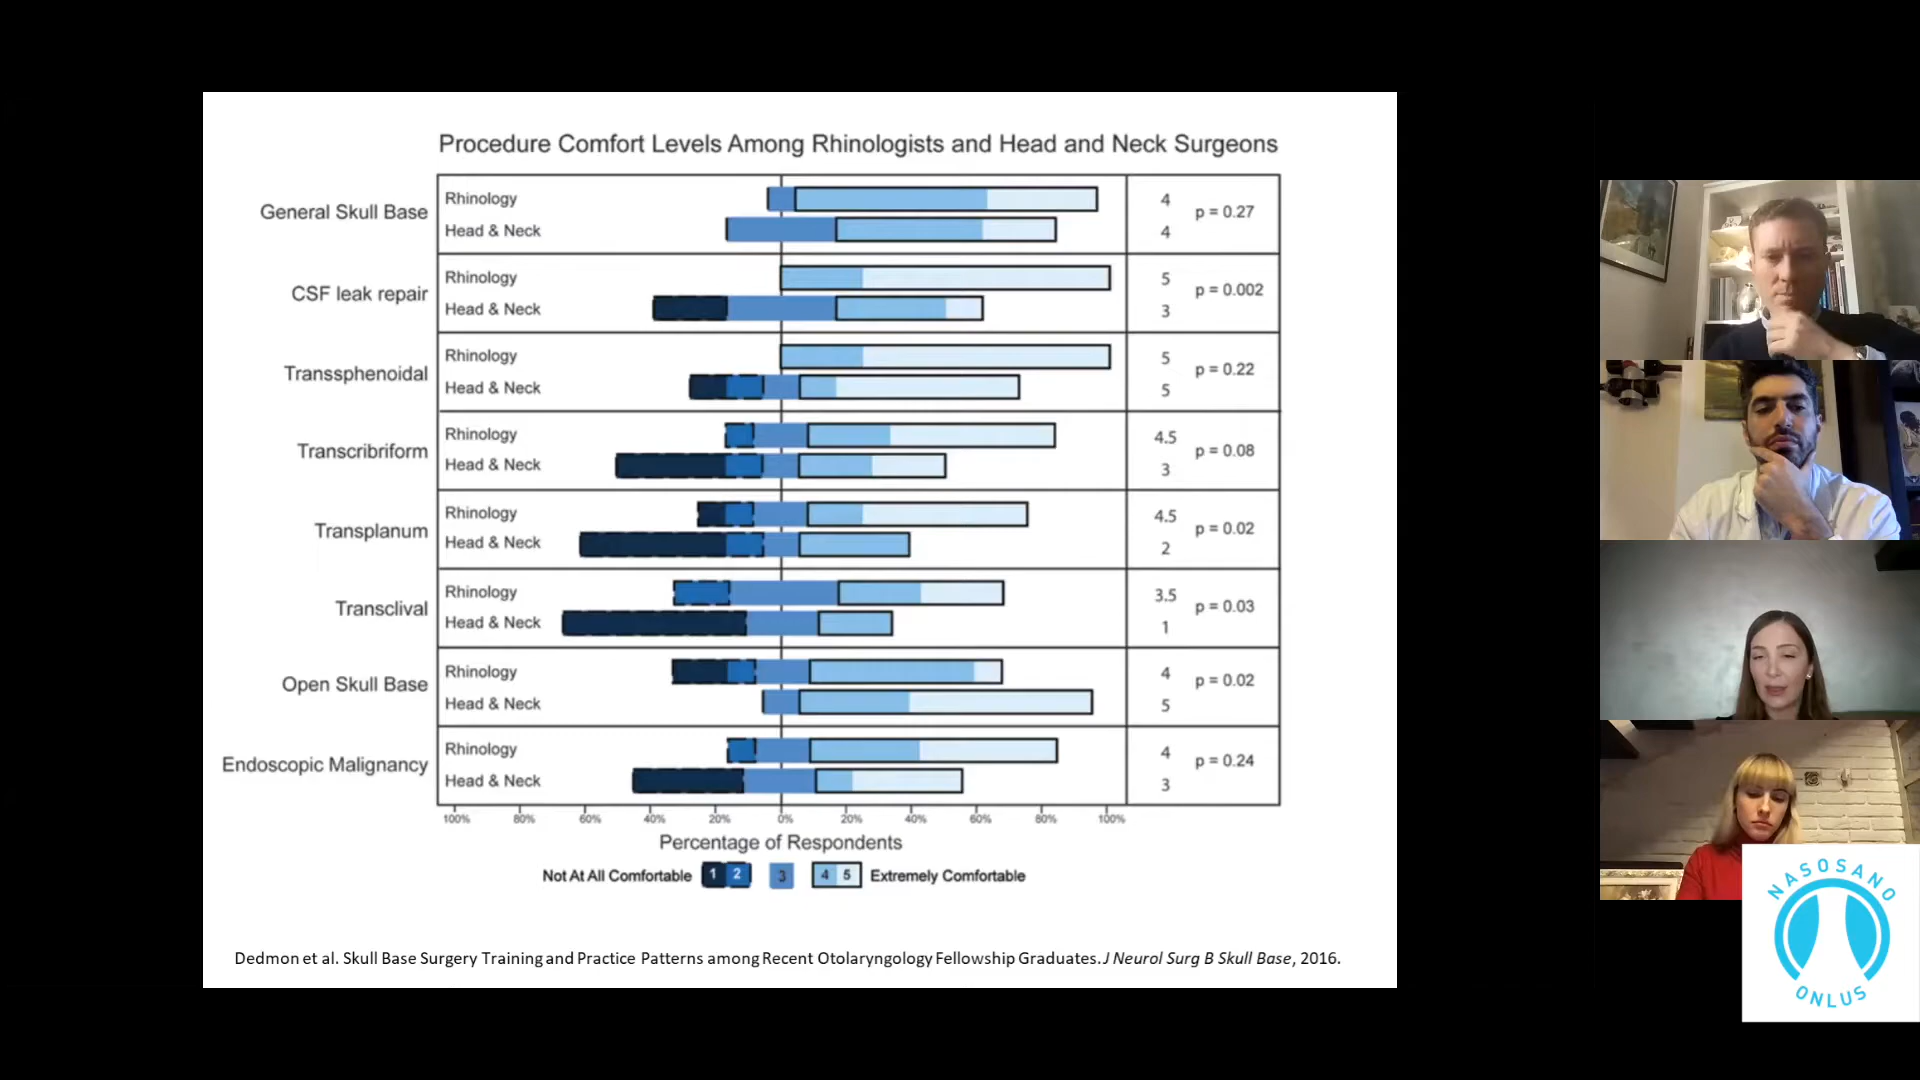 Procedure Comfort Levels Among Rhinologists and Head and Neck Surgeons
General Skull Base
Rhinology
4
Head & Neck
4
p = 0.27
CSF leak repair
Rhinology
5
Head & Neck
3
p = 0.002
Transsphenoidal
Rhinology
5
Head & Neck
5
p = 0.22
Transcribriform
Rhinology
4.5
Head & Neck
3
p = 0.08
Transplanum
Rhinology
4.5
Head & Neck
2
p = 0.02
Transclival
Rhinology
3.5
Head & Neck
1
p = 0.03
Open Skull Base
Rhinology
4
Head & Neck
5
p = 0.02
Endoscopic Malignancy
Rhinology
4
Head & Neck
3
p = 0.24
100% 80% 60% 40% 20% 0% 20% 40% 60% 80% 100%
Percentage of Respondents
Not At All Comfortable 1 2 3 4 5 Extremely Comfortable
Dedmon et al. Skull Base Surgery Training and Practice Patterns among Recent Otolaryngology Fellowship Graduates. J Neurol Surg B Skull Base, 2016.
NASOSANO
ONLUS